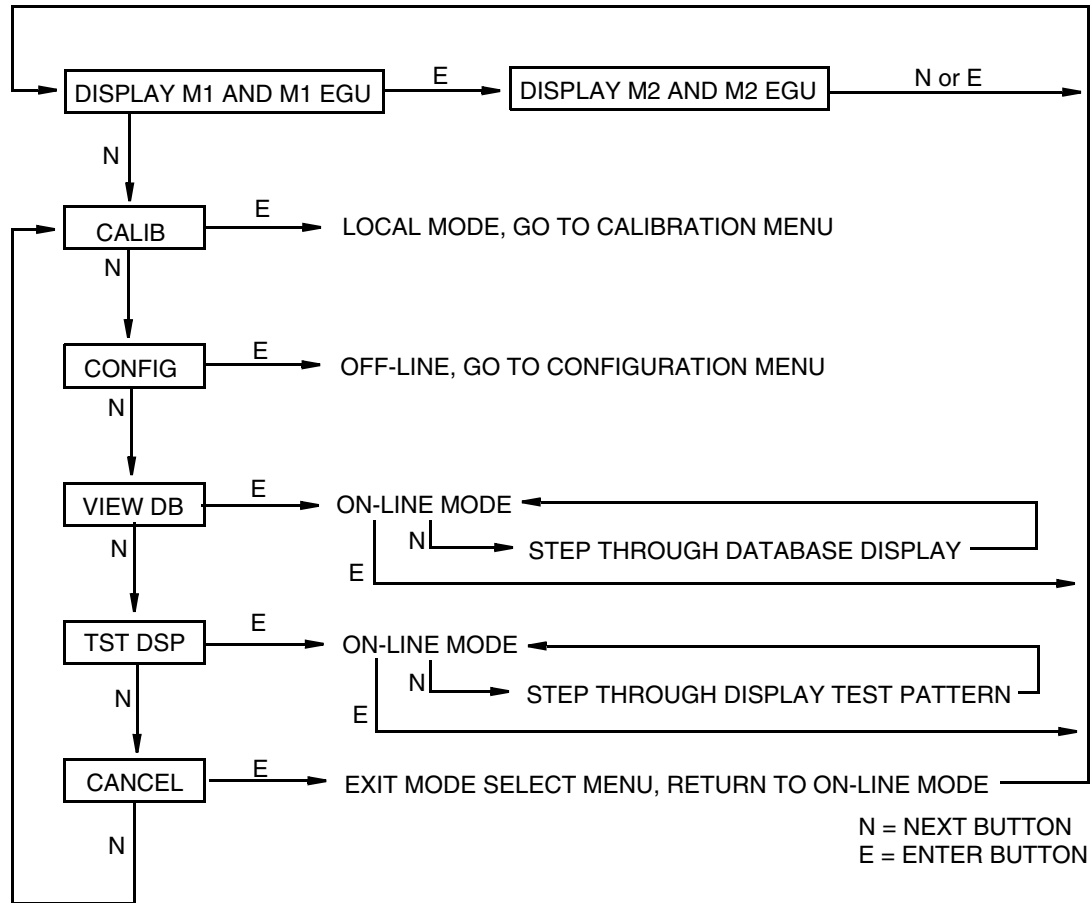 DISPLAY M1 AND M1 EGU
E
DISPLAY M2 AND M2 EGU
N or E
N
CALIB
E
LOCAL MODE, GO TO CALIBRATION MENU
N
CONFIG
E
OFF-LINE, GO TO CONFIGURATION MENU
N
VIEW DB
E
ON-LINE MODE
N
STEP THROUGH DATABASE DISPLAY
E
N
TST DSP
E
ON-LINE MODE
N
STEP THROUGH DISPLAY TEST PATTERN
E
N
CANCEL
E
EXIT MODE SELECT MENU, RETURN TO ON-LINE MODE
N
N = NEXT BUTTON
E = ENTER BUTTON